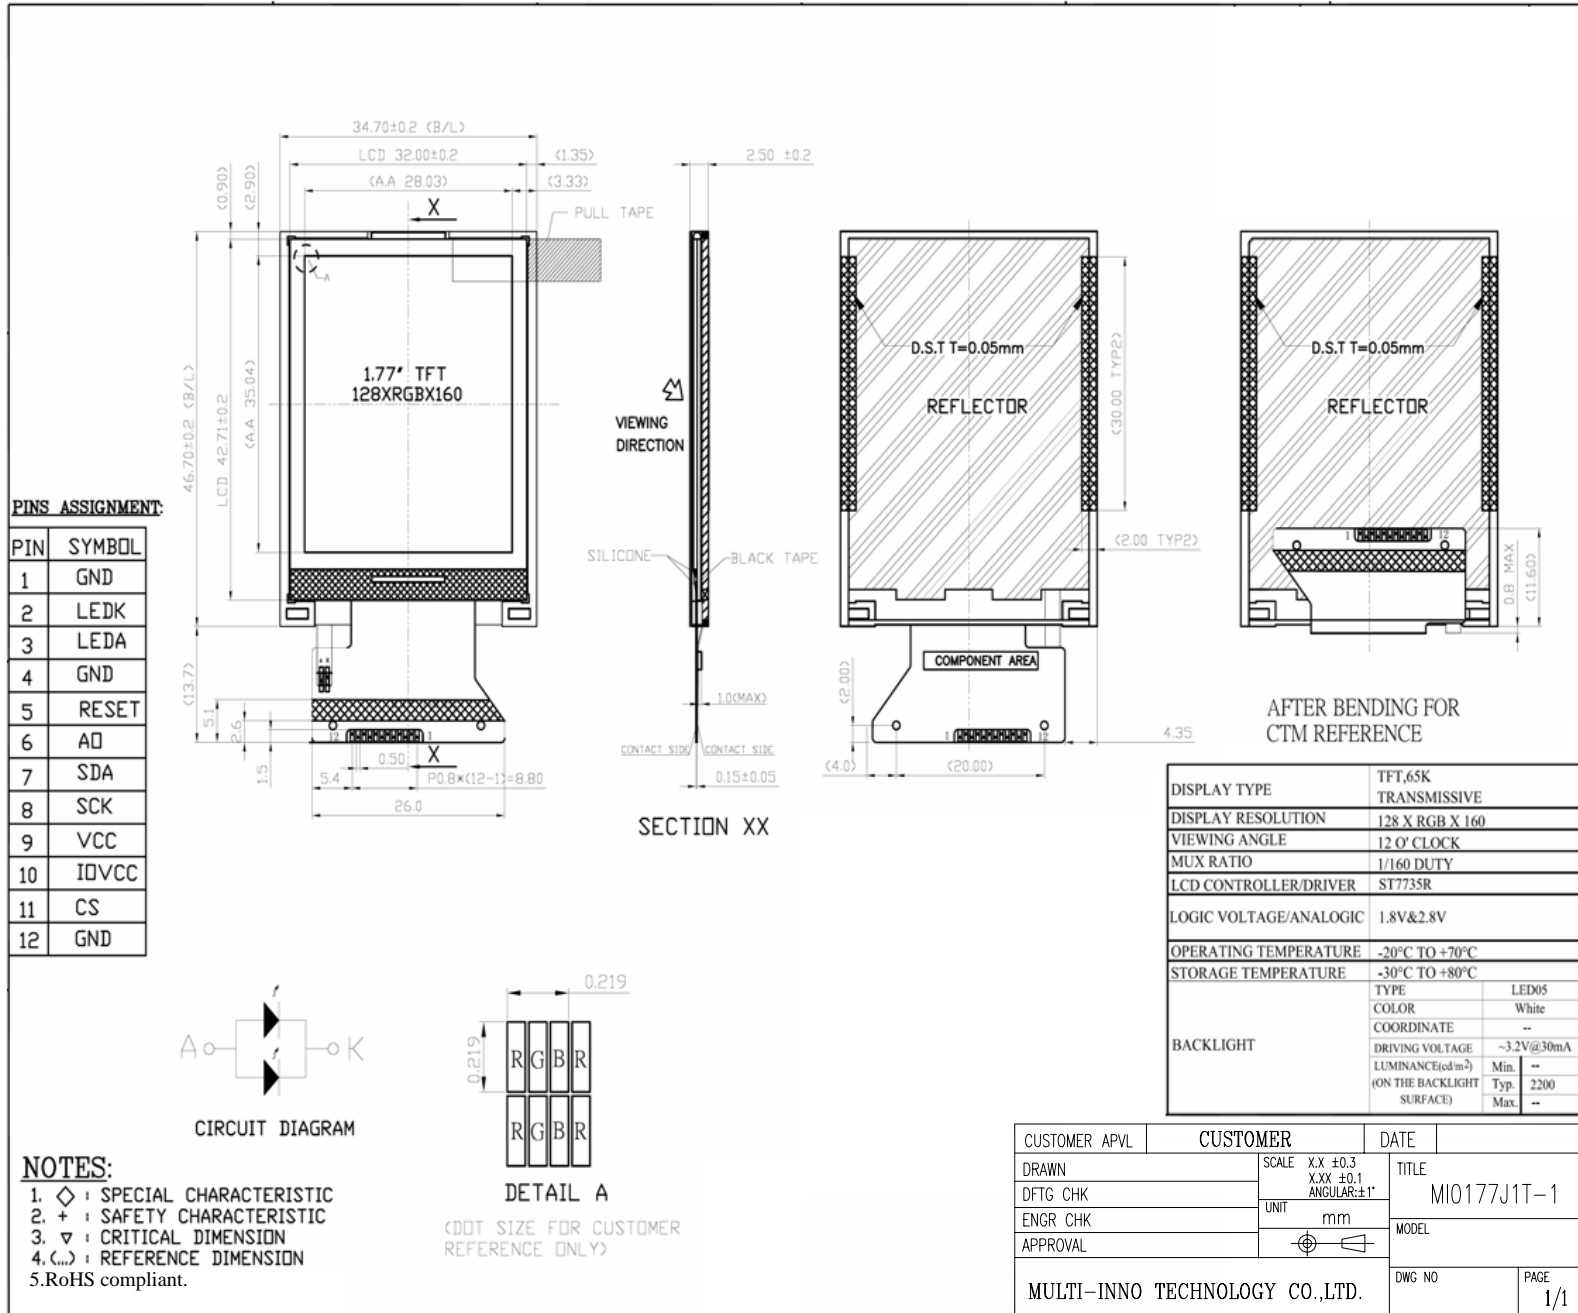 34.70±0.2 (B/L)
LCD 32.00±0.2
(1.35)
(A.A 28.03)
(3.33)
(0.90)
(2.90)
X
PULL TAPE
A
46.70±0.2 (B/L)
LCD 42.71±0.2
(A.A 35.04)
1.77" TFT
128XRGBX160
(13.7)
5.1
2.6
1.5
12
1
X
0.50
5.4
P0.8*(12-1)=8.80
26.0
A K
2.50 ±0.2
VIEWING
DIRECTION
SILICONE
BLACK TAPE
1.0(MAX)
CONTACT SIDE
CONTACT SIDE
0.15±0.05
SECTION XX
D.S.T T=0.05mm
REFLECTOR
(30.00 TYP2)
(2.00 TYP2)
COMPONENT AREA
(2.00)
1
12
4.35
(4.0)
(20.00)
D.S.T T=0.05mm
REFLECTOR
1
12
0.8 MAX
(11.60)
AFTER BENDING FOR
CTM REFERENCE
PINS ASSIGNMENT:
PIN SYMBOL
1 GND
2 LEDK
3 LEDA
4 GND
5 RESET
6 AO
7 SDA
8 SCK
9 VCC
10 IOVCC
11 CS
12 GND
A
K
CIRCUIT DIAGRAM
0.219
0.219
R G B R
R G B R
DETAIL A
(DOT SIZE FOR CUSTOMER
REFERENCE ONLY)
NOTES:
1. ◇ : SPECIAL CHARACTERISTIC
2. + : SAFETY CHARACTERISTIC
3. ▽ : CRITICAL DIMENSION
4.(...) : REFERENCE DIMENSION
5.RoHS compliant.
DISPLAY TYPE TFT,65K
TRANSMISSIVE
DISPLAY RESOLUTION 128 X RGB X 160
VIEWING ANGLE 12 O' CLOCK
MUX RATIO 1/160 DUTY
LCD CONTROLLER/DRIVER ST7735R
LOGIC VOLTAGE/ANALOGIC 1.8V&2.8V
OPERATING TEMPERATURE -20°C TO +70°C
STORAGE TEMPERATURE -30°C TO +80°C
BACKLIGHT
TYPE LED05
COLOR White
COORDINATE --
DRIVING VOLTAGE ~3.2V@30mA
LUMINANCE(cd/m2) Min. --
(ON THE BACKLIGHT Typ. 2200
SURFACE) Max. --
CUSTOMER APVL CUSTOMER DATE
DRAWN
DFTG CHK
ENGR CHK
APPROVAL
SCALE X.X ±0.3
X.XX ±0.1
ANGULAR:±1°
UNIT
mm
TITLE
MI0177J1T-1
MODEL
MULTI-INNO TECHNOLOGY CO.,LTD.
DWG NO
PAGE
1/1